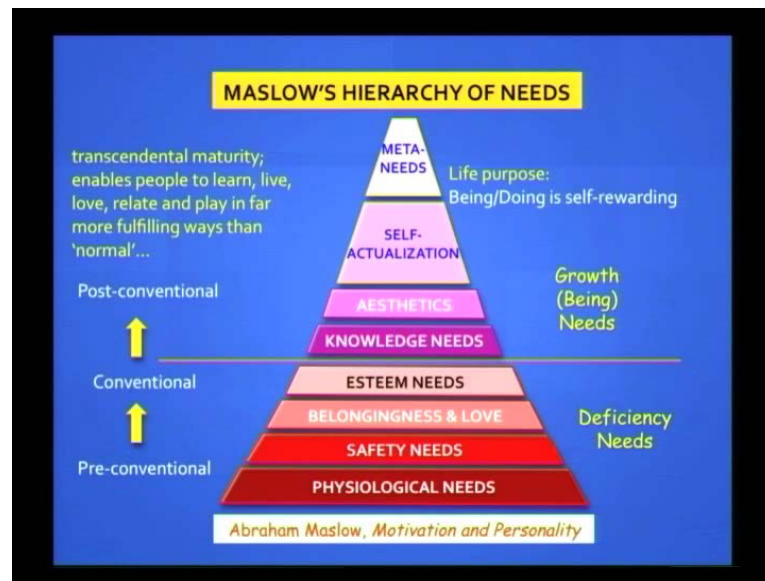 MASLOW'S HIERARCHY OF NEEDS
transcendental maturity;
enables people to learn, live,
love, relate and play in far
more fulfilling ways than
'normal'...
META-
NEEDS
Life purpose:
Being/Doing is self-rewarding
SELF-
ACTUALIZATION
Post-conventional
AESTHETICS
Growth
(Being)
Needs
KNOWLEDGE NEEDS
Conventional
ESTEEM NEEDS
BELONGINGNESS & LOVE
Deficiency
Needs
SAFETY NEEDS
Pre-conventional
PHYSIOLOGICAL NEEDS
Abraham Maslow, Motivation and Personality